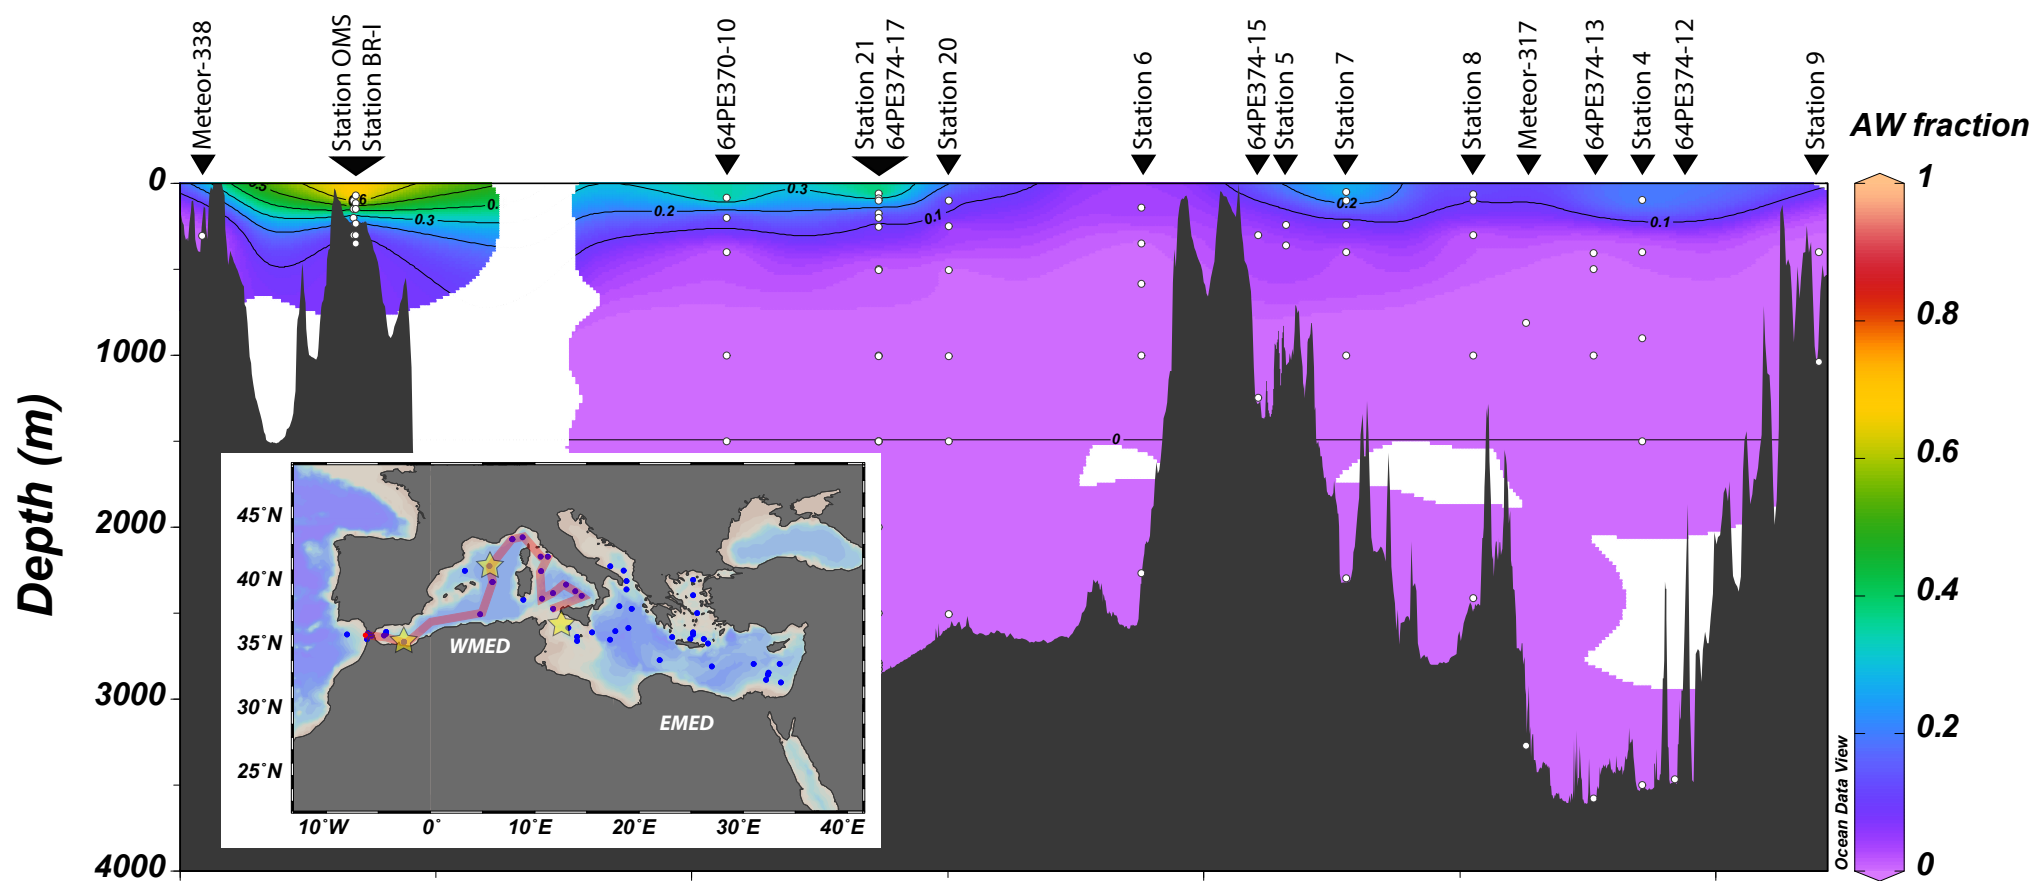 Meteor-338
Station OMS
Station BR-I
64PE370-10
Station 21
64PE374-17
Station 20
Station 6
64PE374-15
Station 5
Station 7
Station 8
Meteor-317
64PE374-13
Station 4
64PE374-12
Station 9
AW fraction
Depth (m)
0
1000
2000
3000
4000
0.3
0.2
0.3
0.1
0.2
0.1
0
1
0.8
0.6
0.4
0.2
0
Ocean Data View
45°N
40°N
35°N
30°N
25°N
10°W
0°
10°E
20°E
30°E
40°E
WMED
EMED